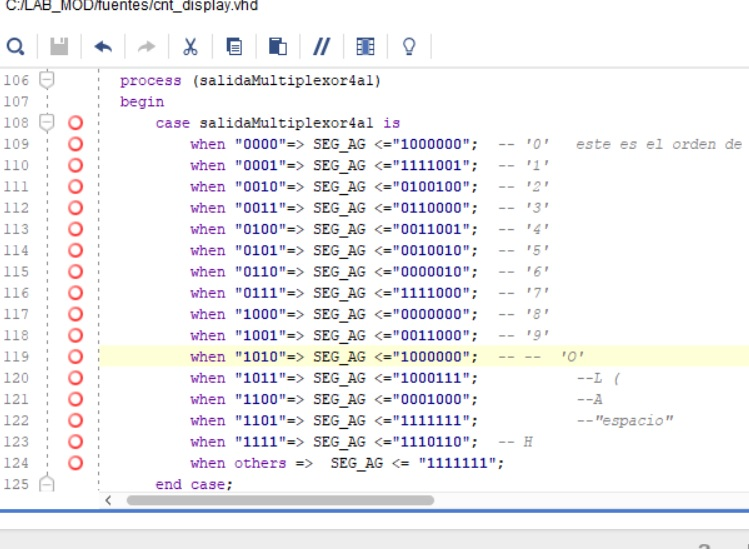 C:/LAB_MOD/fuentes/cnt_display.vhd
106 process (salidaMultiplexor4a1)
107 begin
108 case salidaMultiplexor4a1 is
109 when "0000"=> SEG_AG <="1000000"; -- '0' este es el orden de
110 when "0001"=> SEG_AG <="1111001"; -- '1'
111 when "0010"=> SEG_AG <="0100100"; -- '2'
112 when "0011"=> SEG_AG <="0110000"; -- '3'
113 when "0100"=> SEG_AG <="0011001"; -- '4'
114 when "0101"=> SEG_AG <="0010010"; -- '5'
115 when "0110"=> SEG_AG <="0000010"; -- '6'
116 when "0111"=> SEG_AG <="1111000"; -- '7'
117 when "1000"=> SEG_AG <="0000000"; -- '8'
118 when "1001"=> SEG_AG <="0011000"; -- '9'
119 when "1010"=> SEG_AG <="1000000"; -- -- 'O'
120 when "1011"=> SEG_AG <="1000111"; --L (
121 when "1100"=> SEG_AG <="0001000"; --A
122 when "1101"=> SEG_AG <="1111111"; --"espacio"
123 when "1111"=> SEG_AG <="1110110"; -- H
124 when others => SEG_AG <= "1111111";
125 end case;